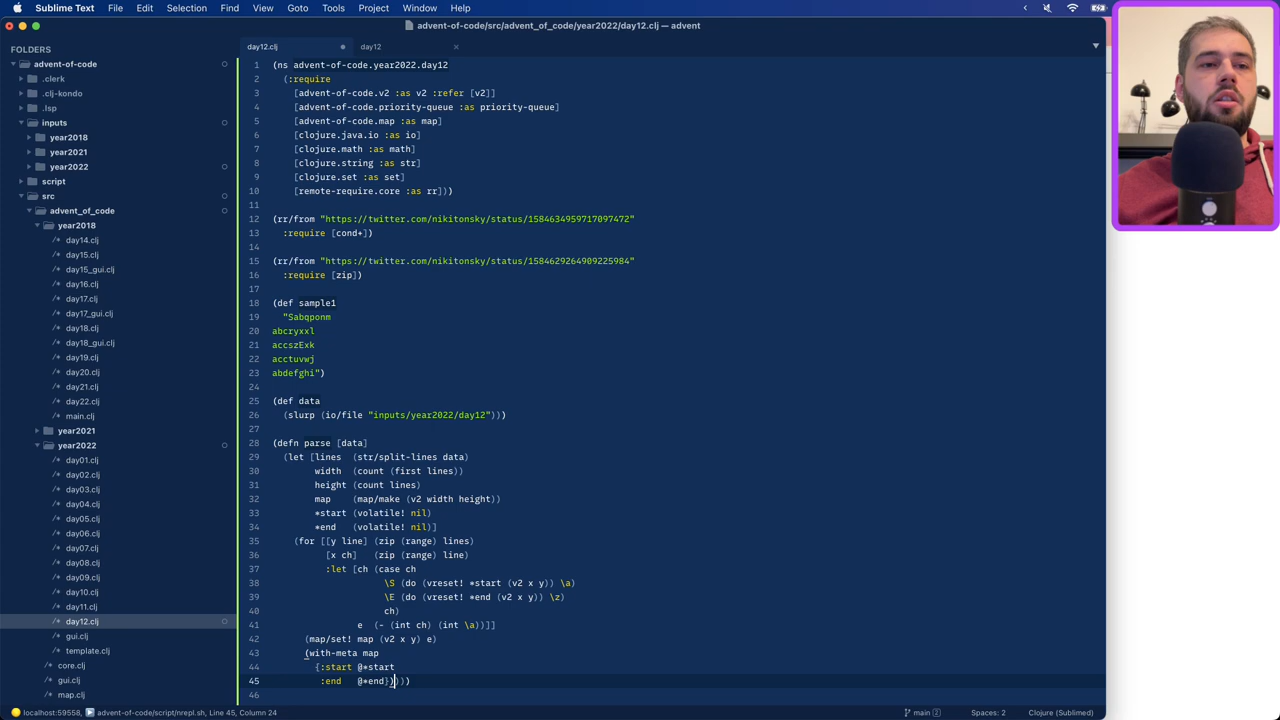 Sublime Text File Edit Selection Find View Goto Tools Project Window Help
advent-of-code/src/advent_of_code/year2022/day12.clj — advent
FOLDERS
advent-of-code
.clerk
.clj-kondo
.lsp
inputs
year2018
year2021
year2022
script
src
advent_of_code
year2018
day14.clj
day15.clj
day15_gui.clj
day16.clj
day17.clj
day17_gui.clj
day18.clj
day18_gui.clj
day19.clj
day20.clj
day21.clj
day22.clj
main.clj
year2021
year2022
day01.clj
day02.clj
day03.clj
day04.clj
day05.clj
day06.clj
day07.clj
day08.clj
day09.clj
day10.clj
day11.clj
day12.clj
gui.clj
template.clj
core.clj
gui.clj
map.clj
day12.clj day12
1 (ns advent-of-code.year2022.day12
2 (:require
3 [advent-of-code.v2 :as v2 :refer [v2]]
4 [advent-of-code.priority-queue :as priority-queue]
5 [advent-of-code.map :as map]
6 [clojure.java.io :as io]
7 [clojure.math :as math]
8 [clojure.string :as str]
9 [clojure.set :as set]
10 [remote-require.core :as rr]))
11
12 (rr/from "https://twitter.com/nikitonsky/status/1584634959717097472"
13 :require [cond+])
14
15 (rr/from "https://twitter.com/nikitonsky/status/1584629264909225984"
16 :require [zip])
17
18 (def sample1
19 "Sabqponm
20 abcryxxl
21 accszExk
22 acctuvwj
23 abdefghi")
24
25 (def data
26 (slurp (io/file "inputs/year2022/day12")))
27
28 (defn parse [data]
29 (let [lines (str/split-lines data)
30 width (count (first lines))
31 height (count lines)
32 map (map/make (v2 width height))
33 *start (volatile! nil)
34 *end (volatile! nil)]
35 (for [[y line] (zip (range) lines)
36 [x ch] (zip (range) line)
37 :let [ch (case ch
38 \S (do (vreset! *start (v2 x y)) \a)
39 \E (do (vreset! *end (v2 x y)) \z)
40 ch)
41 e (- (int ch) (int \a))]]
42 (map/set! map (v2 x y) e)
43 (with-meta map
44 {:start @*start
45 :end @*end}))))
46
localhost:59558, advent-of-code/script/nrepl.sh, Line 45, Column 24
main 2 Spaces: 2 Clojure (Sublimed)